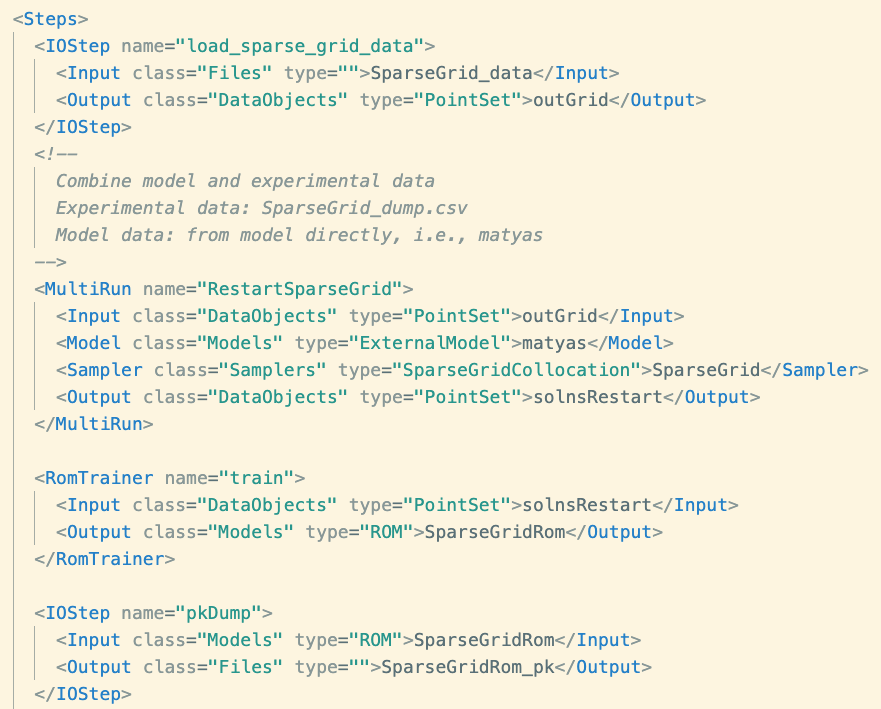 <Steps>
  <IOStep name="load_sparse_grid_data">
    <Input class="Files" type="">SparseGrid_data</Input>
    <Output class="DataObjects" type="PointSet">outGrid</Output>
  </IOStep>
  <!--
    Combine model and experimental data
    Experimental data: SparseGrid_dump.csv
    Model data: from model directly, i.e., matyas
  -->
  <MultiRun name="RestartSparseGrid">
    <Input class="DataObjects" type="PointSet">outGrid</Input>
    <Model class="Models" type="ExternalModel">matyas</Model>
    <Sampler class="Samplers" type="SparseGridCollocation">SparseGrid</Sampler>
    <Output class="DataObjects" type="PointSet">solnsRestart</Output>
  </MultiRun>

  <RomTrainer name="train">
    <Input class="DataObjects" type="PointSet">solnsRestart</Input>
    <Output class="Models" type="ROM">SparseGridRom</Output>
  </RomTrainer>

  <IOStep name="pkDump">
    <Input class="Models" type="ROM">SparseGridRom</Input>
    <Output class="Files" type="">SparseGridRom_pk</Output>
  </IOStep>